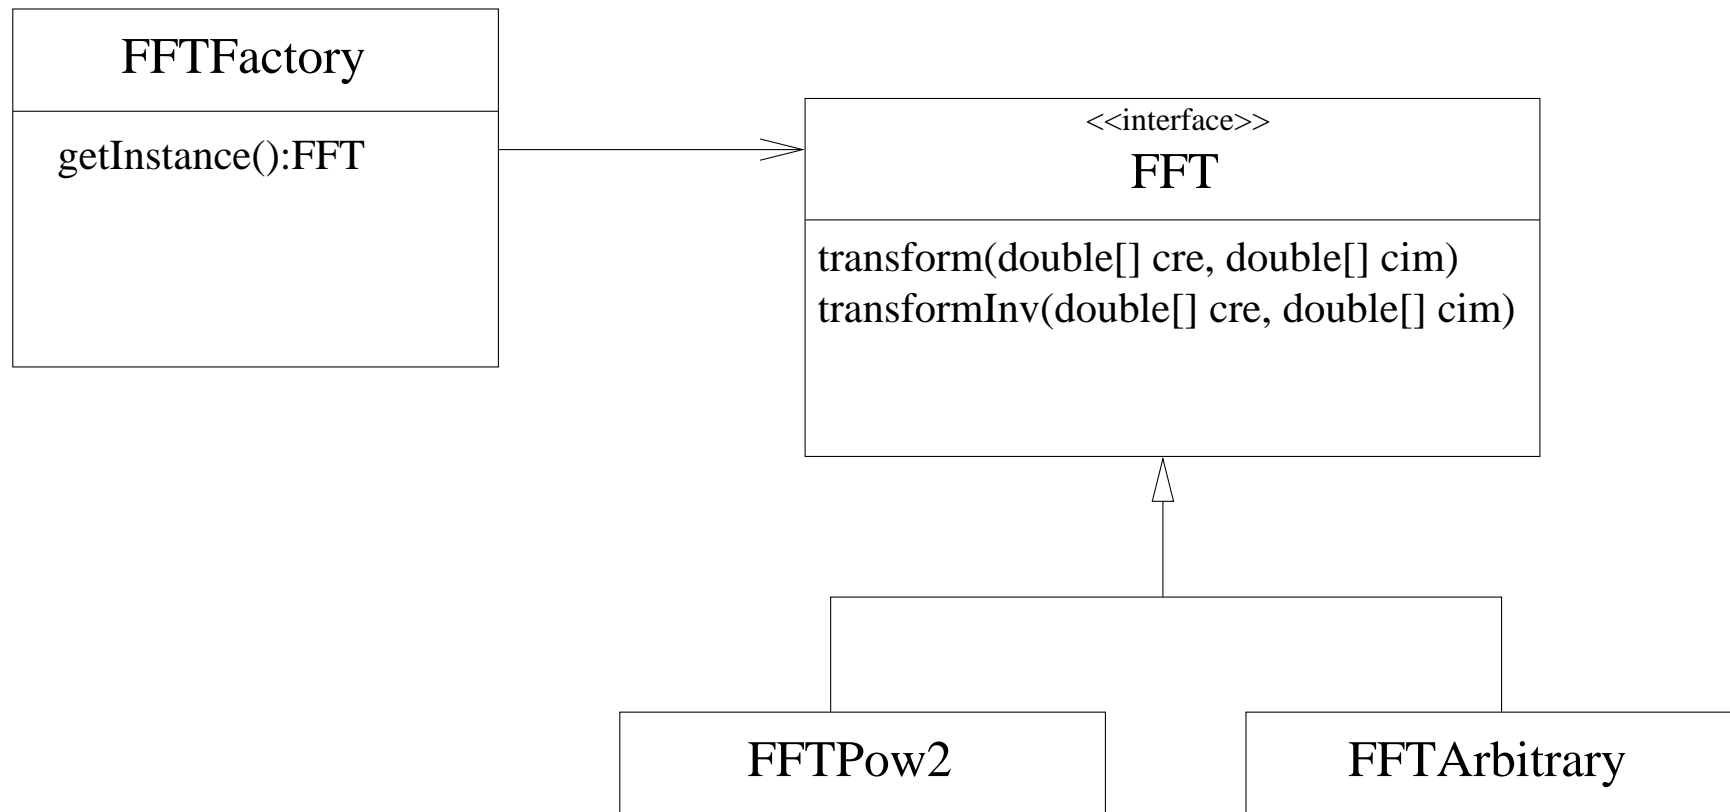 FFTFactory
getInstance():FFT
<<interface>>
FFT
transform(double[] cre, double[] cim)
transformInv(double[] cre, double[] cim)
FFTPow2
FFTArbitrary